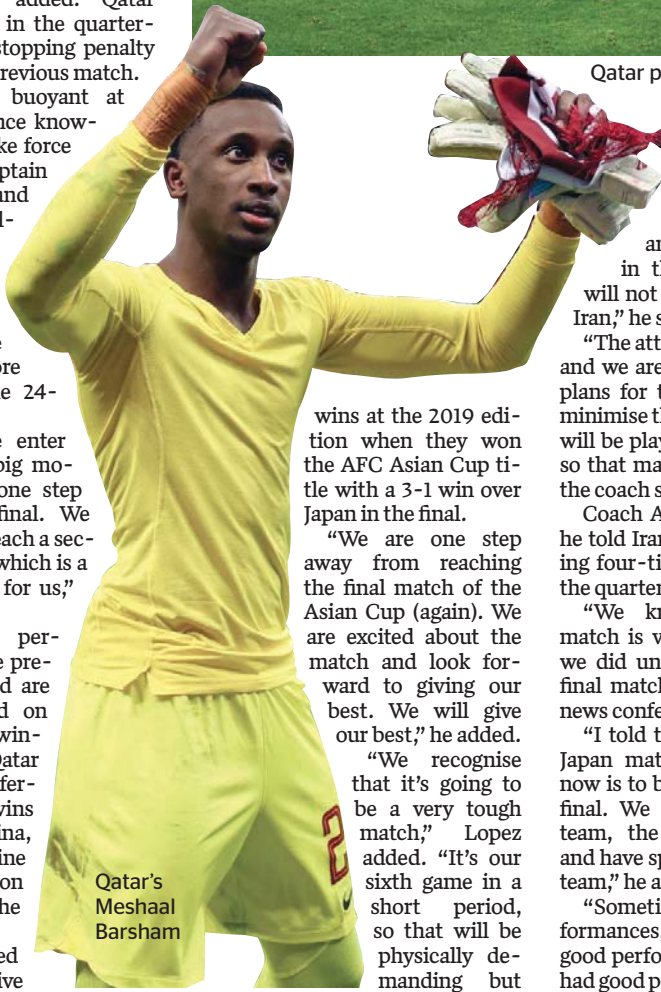 added. Qatar
in the quarter-
stopping penalty
revious match.
buoyant at
nce know-
ke force
ptain
and
l-
e
ore
e 24-
e enter
big mo-
one step
final. We
each a sec-
which is a
for us,”
per-
e pre-
d are
d on
win-
Qatar
fer-
wins
ina,
ine
on
he
ed
ive
Qatar’s
Meshaal
Barsham
2
wins at the 2019 edi-
tion when they won
the AFC Asian Cup ti-
tle with a 3-1 win over
Japan in the final.
“We are one step
away from reaching
the final match of the
Asian Cup (again). We
are excited about the
match and look for-
ward to giving our
best. We will give
our best,” he added.
“We recognise
that it’s going to
be a very tough
match,” Lopez
added. “It’s our
sixth game in a
short period,
so that will be
physically de-
manding but
Qatar p
an
in th
will not
Iran,” he s
“The att
and we are
plans for t
minimise th
will be play
so that ma
the coach s
Coach A
he told Iran
ing four-ti
the quarter
“We kn
match is v
we did un
final match
news confe
“I told t
Japan mat
now is to b
final. We
team, the
and have sp
team,” he a
“Someti
formances.
good perfo
had good p